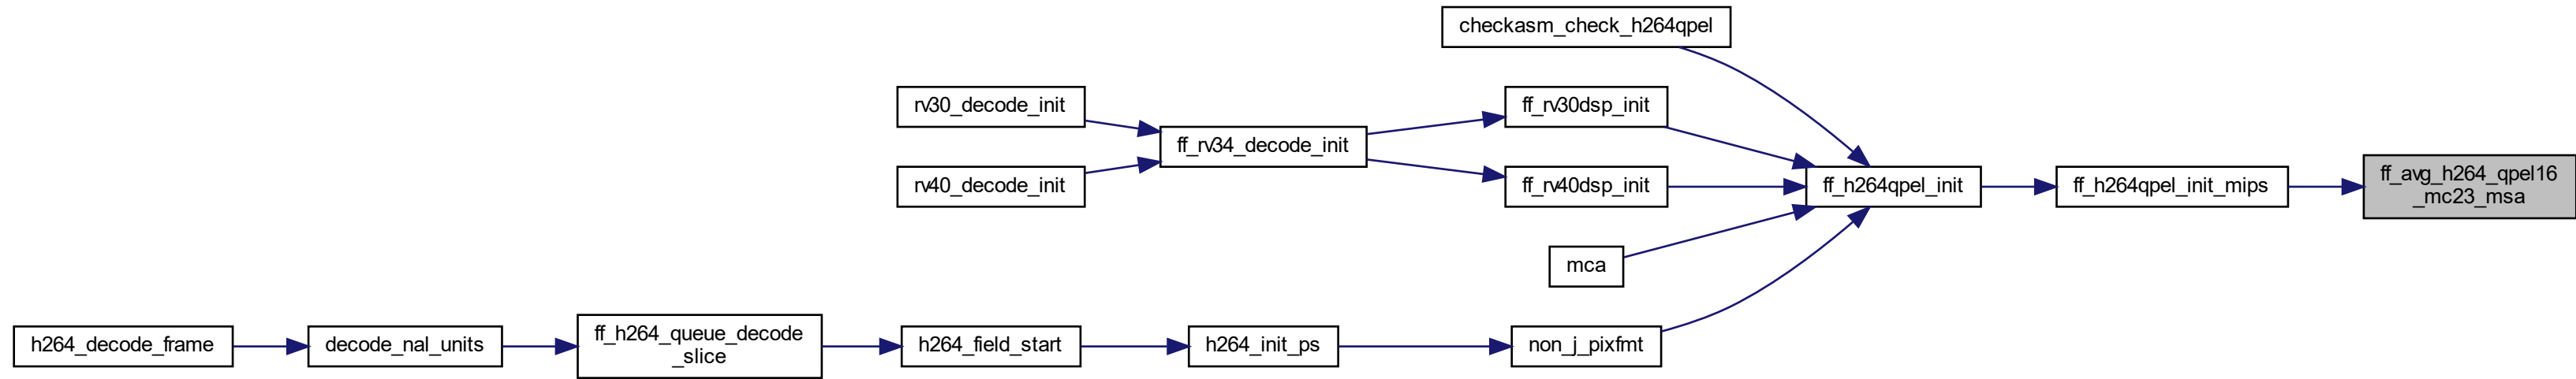 checkasm_check_h264qpel
rv30_decode_init
ff_rv30dsp_init
ff_rv34_decode_init
rv40_decode_init
ff_rv40dsp_init
ff_h264qpel_init
ff_h264qpel_init_mips
ff_avg_h264_qpel16
_mc23_msa
mca
h264_decode_frame
decode_nal_units
ff_h264_queue_decode
_slice
h264_field_start
h264_init_ps
non_j_pixfmt